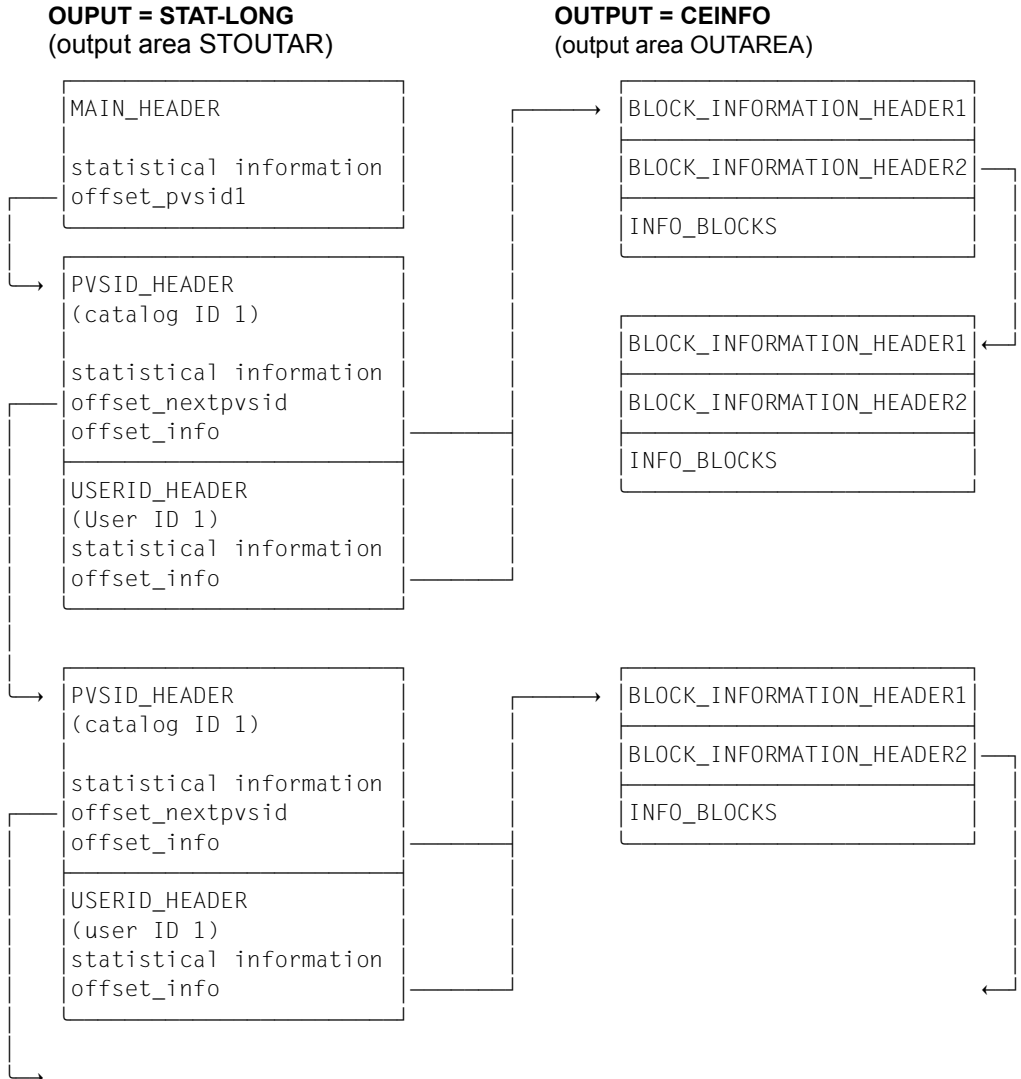 OUPUT = STAT-LONG
(output area STOUTAR)
MAIN_HEADER
statistical information
offset_pvsid1
PVSID_HEADER
(catalog ID 1)
statistical information
offset_nextpvsid
offset_info
USERID_HEADER
(User ID 1)
statistical information
offset_info
PVSID_HEADER
(catalog ID 1)
statistical information
offset_nextpvsid
offset_info
USERID_HEADER
(user ID 1)
statistical information
offset_info
OUTPUT = CEINFO
(output area OUTAREA)
BLOCK_INFORMATION_HEADER1
BLOCK_INFORMATION_HEADER2
INFO_BLOCKS
BLOCK_INFORMATION_HEADER1
BLOCK_INFORMATION_HEADER2
INFO_BLOCKS
BLOCK_INFORMATION_HEADER1
BLOCK_INFORMATION_HEADER2
INFO_BLOCKS